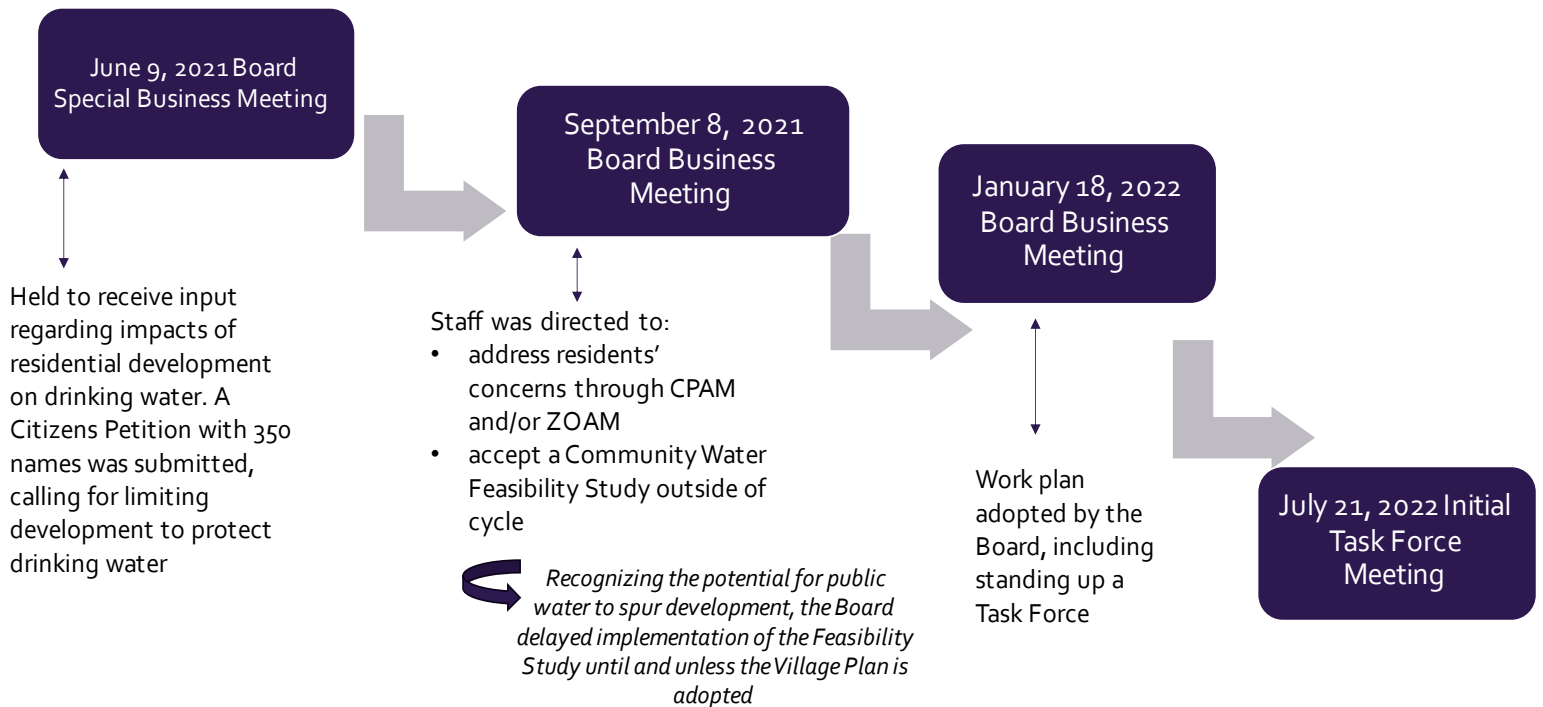 June 9, 2021 Board
Special Business Meeting
Held to receive input
regarding impacts of
residential development
on drinking water. A
Citizens Petition with 350
names was submitted,
calling for limiting
development to protect
drinking water
September 8, 2021
Board Business
Meeting
Staff was directed to:
• address residents’
concerns through CPAM
and/or ZOAM
• accept a Community Water
Feasibility Study outside of
cycle
Recognizing the potential for public
water to spur development, the Board
delayed implementation of the Feasibility
Study until and unless the Village Plan is
adopted
January 18, 2022
Board Business
Meeting
Work plan
adopted by the
Board, including
standing up a
Task Force
July 21, 2022 Initial
Task Force
Meeting